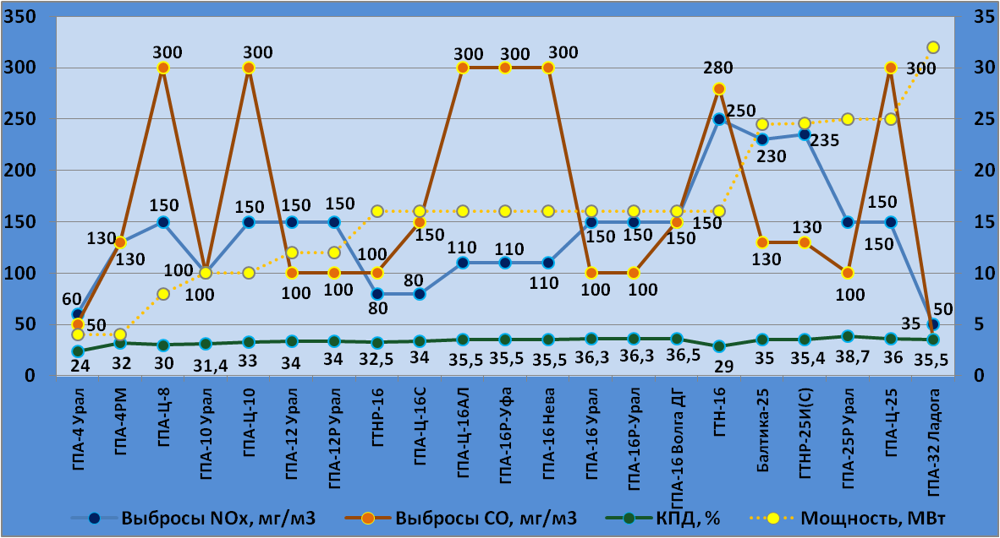 350 35
300 300 300 300 300 280 300 30
250 250 235 230 25
200 20
150 130 130 150 150 150 150 150 150 150 150 150 130 130 150 150 15
100 100 100 100 100 100 110 110 110 100 100 100 10
60 50 80 80 35 50
50 5
24 32 30 31,4 33 34 34 32,5 34 35,5 35,5 35,5 36,3 36,3 36,5 29 35 35,4 38,7 36 35,5
0 0
ГПА-4 Урал
ГПА-4РМ
ГПА-Ц-8
ГПА-10 Урал
ГПА-Ц-10
ГПА-12 Урал
ГПА-12Р Урал
ГТНР-16
ГПА-Ц-16С
ГПА-Ц-16АЛ
ГПА-16Р-Уфа
ГПА-16 Нева
ГПА-16 Урал
ГПА-16Р-Урал
ГПА-16 Волга ДГ
ГТН-16
Балтика-25
ГТНР-25И(С)
ГПА-25Р Урал
ГПА-Ц-25
ГПА-32 Ладога
Выбросы NOx, мг/м3 Выбросы СО, мг/м3 КПД, % Мощность, МВт